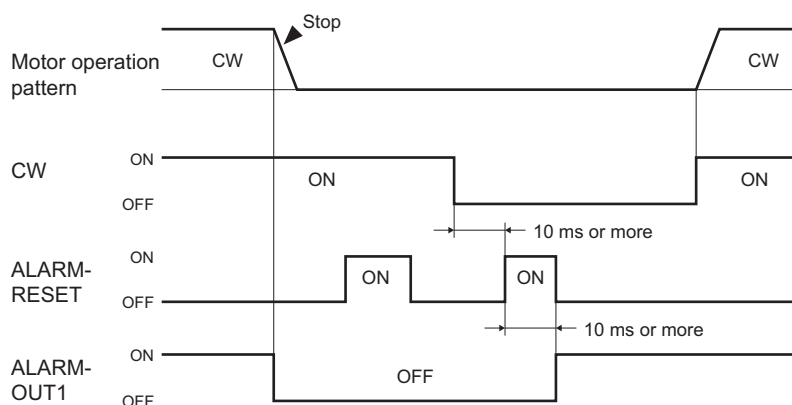 Stop
Motor operation
pattern
CW
CW
CW
ON
OFF
ON
ON
10 ms or more
ALARM-
RESET
ON
OFF
ON
ON
10 ms or more
ALARM-
OUT1
ON
OFF
OFF